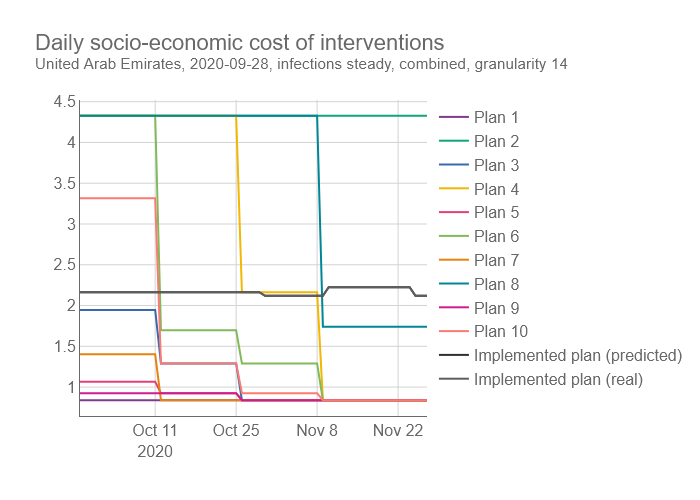 Daily socio-economic cost of interventions
United Arab Emirates, 2020-09-28, infections steady, combined, granularity 14
4.5
4
3.5
3
2.5
2
1.5
1
Oct 11
2020
Oct 25
Nov 8
Nov 22
Plan 1
Plan 2
Plan 3
Plan 4
Plan 5
Plan 6
Plan 7
Plan 8
Plan 9
Plan 10
Implemented plan (predicted)
Implemented plan (real)